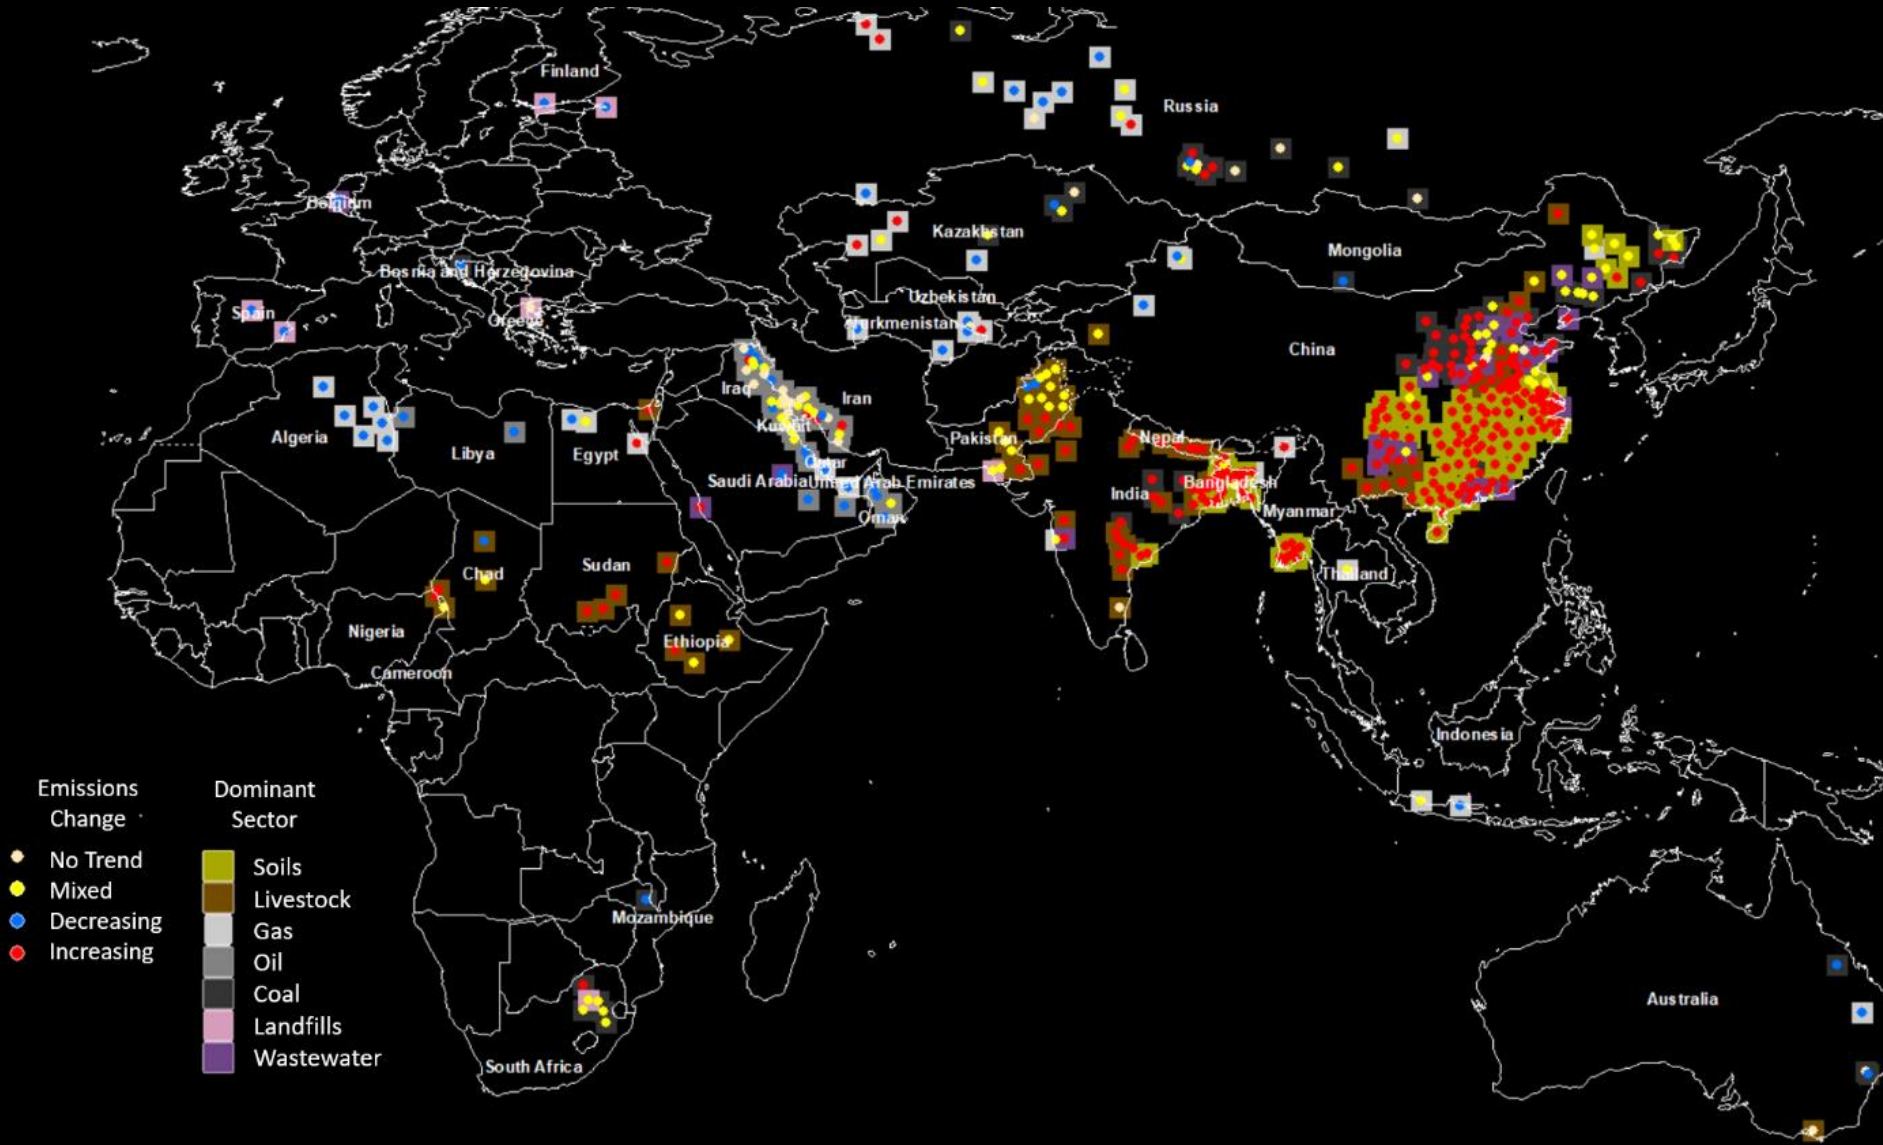 Finland
Russia
Belgium
Kazakhstan
Mongolia
Bosnia and Herzegovina
Uzbekistan
Spain
Greece
Turkmenistan
China
Iraq
Iran
Kuwait
Algeria
Libya
Egypt
Pakistan
Nepal
Qatar
Saudi Arabia
United Arab Emirates
India
Bangladesh
Oman
Myanmar
Chad
Sudan
Thailand
Nigeria
Ethiopia
Cameroon
Indonesia
Mozambique
Australia
South Africa
Emissions
Change
No Trend
Mixed
Decreasing
Increasing
Dominant
Sector
Soils
Livestock
Gas
Oil
Coal
Landfills
Wastewater